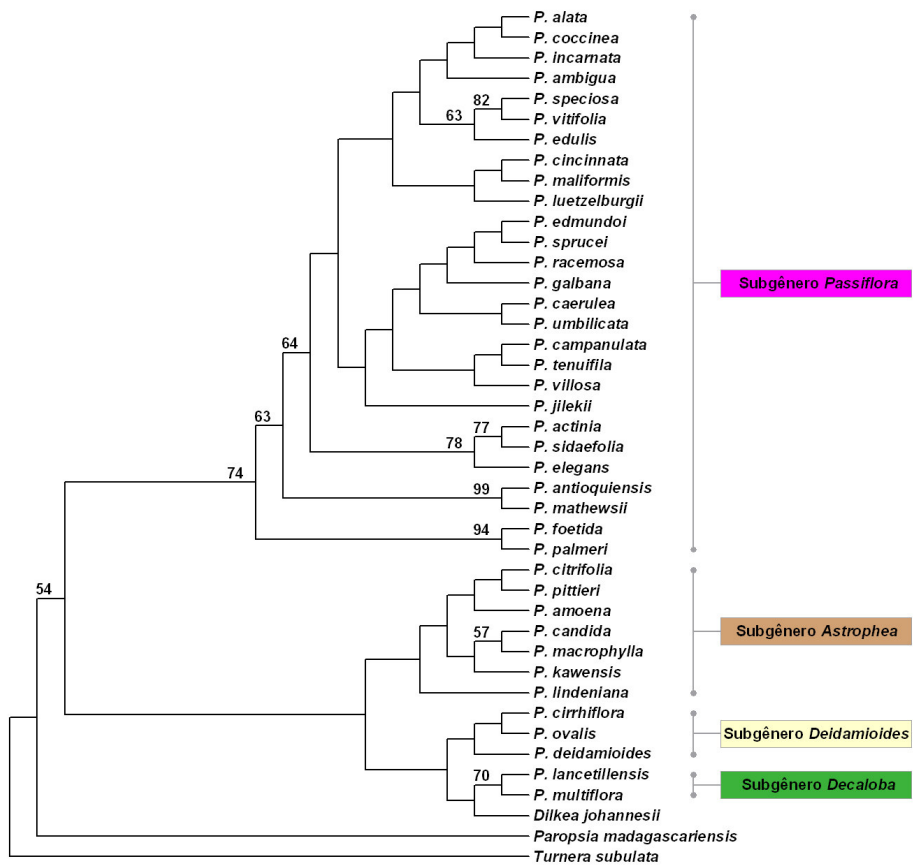 P. alata
P. coccinea
P. incarnata
P. ambigua
82
P. speciosa
63
P. vitifolia
P. edulis
P. cincinnata
P. maliformis
P. luetzelburgii
P. edmundoi
P. sprucei
P. racemosa
P. galbana
Subgênero Passiflora
P. caerulea
P. umbilicata
64
P. campanulata
P. tenuifila
P. villosa
P. jilekii
63
77
P. actinia
78
P. sidaefolia
P. elegans
74
99
P. antioquiensis
P. mathewsii
94
P. foetida
P. palmeri
P. citrifolia
54
P. pittieri
P. amoena
57
P. candida
Subgênero Astrophea
P. macrophylla
P. kawensis
P. lindeniana
P. cirrhiflora
P. ovalis
Subgênero Deidamioides
P. deidamioides
70
P. lancetillensis
Subgênero Decaloba
P. multiflora
Dilkea johannesii
Paropsia madagascariensis
Turnera subulata